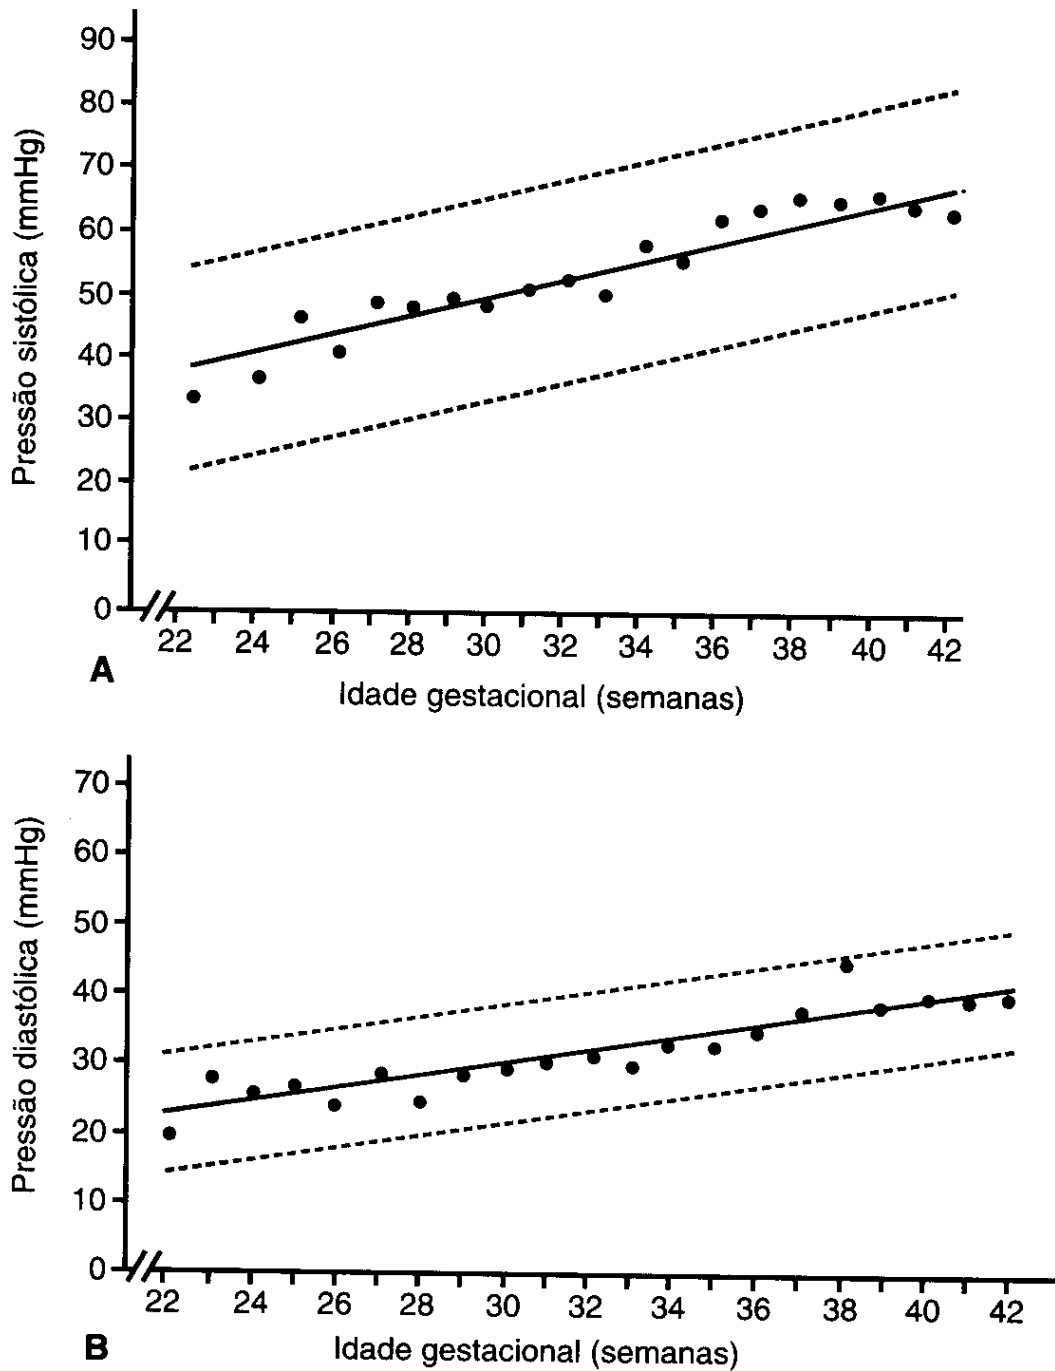 Pressão sistólica (mmHg)
90
80
70
60
50
40
30
20
10
0
22 24 26 28 30 32 34 36 38 40 42
A
Idade gestacional (semanas)
Pressão diastólica (mmHg)
70
60
50
40
30
20
10
0
22 24 26 28 30 32 34 36 38 40 42
B
Idade gestacional (semanas)